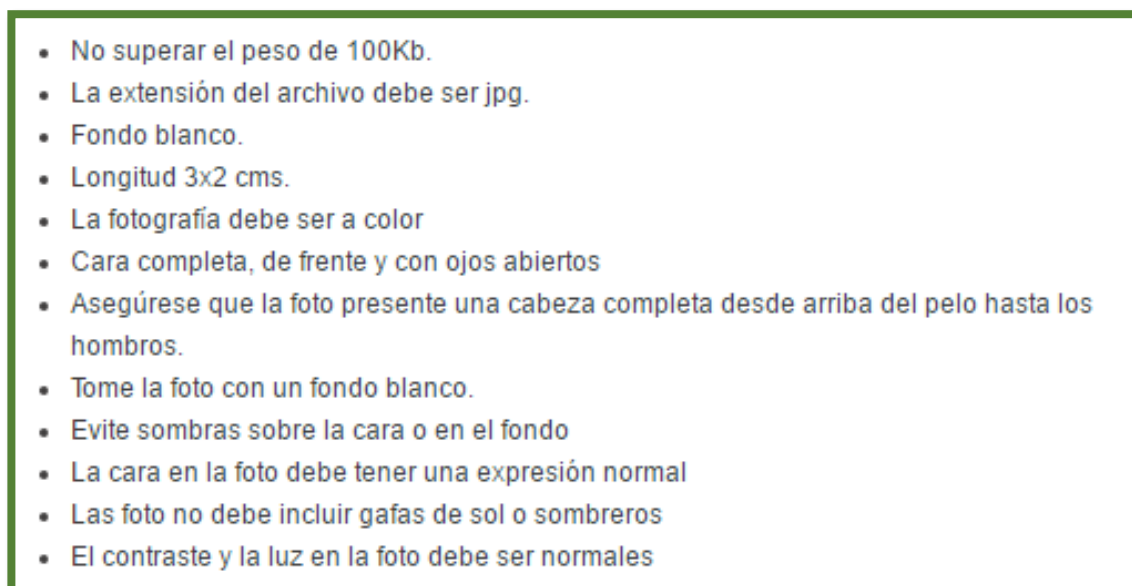 • No superar el peso de 100Kb.
• La extensión del archivo debe ser jpg.
• Fondo blanco.
• Longitud 3x2 cms.
• La fotografía debe ser a color
• Cara completa, de frente y con ojos abiertos
• Asegúrese que la foto presente una cabeza completa desde arriba del pelo hasta los
hombros.
• Tome la foto con un fondo blanco.
• Evite sombras sobre la cara o en el fondo
• La cara en la foto debe tener una expresión normal
• Las foto no debe incluir gafas de sol o sombreros
• El contraste y la luz en la foto debe ser normales